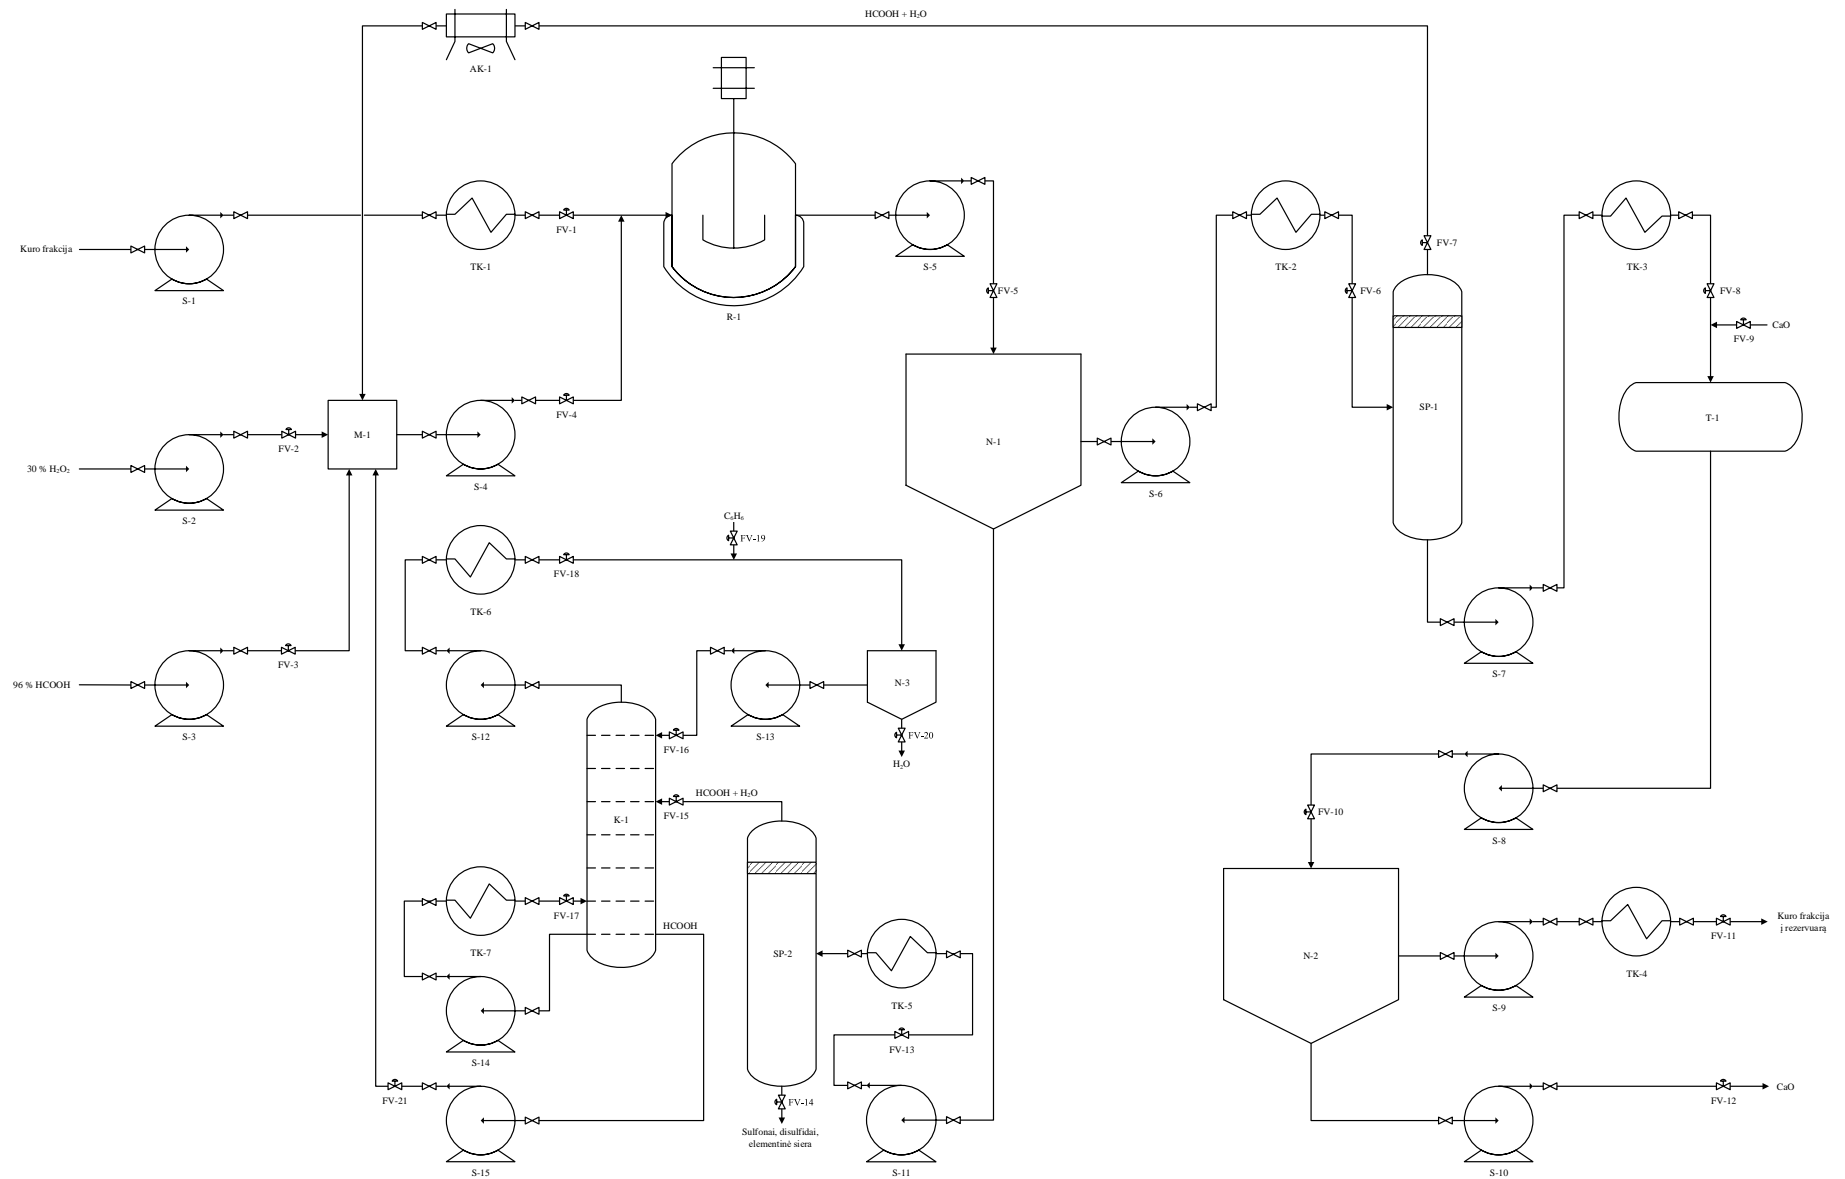 HCOOH + H₂O
AK-1
Kuro frakcija
S-1
TK-1
FV-1
R-1
S-5
FV-5
TK-2
FV-6
FV-7
TK-3
FV-8
CaO
FV-9
SP-1
T-1
30 % H₂O₂
S-2
FV-2
M-1
S-4
FV-4
N-1
S-6
C₆H₆
FV-19
TK-6
FV-18
96 % HCOOH
S-3
FV-3
S-12
FV-16
S-13
N-3
FV-20
H₂O
S-7
HCOOH + H₂O
FV-15
K-1
FV-10
S-8
TK-7
FV-17
HCOOH
SP-2
TK-5
N-2
S-9
TK-4
FV-11
Kuro frakcija
į rezervuarą
S-14
FV-13
FV-21
S-15
FV-14
Sulfonai, disulfidai,
elementinė siera
S-11
S-10
FV-12
CaO